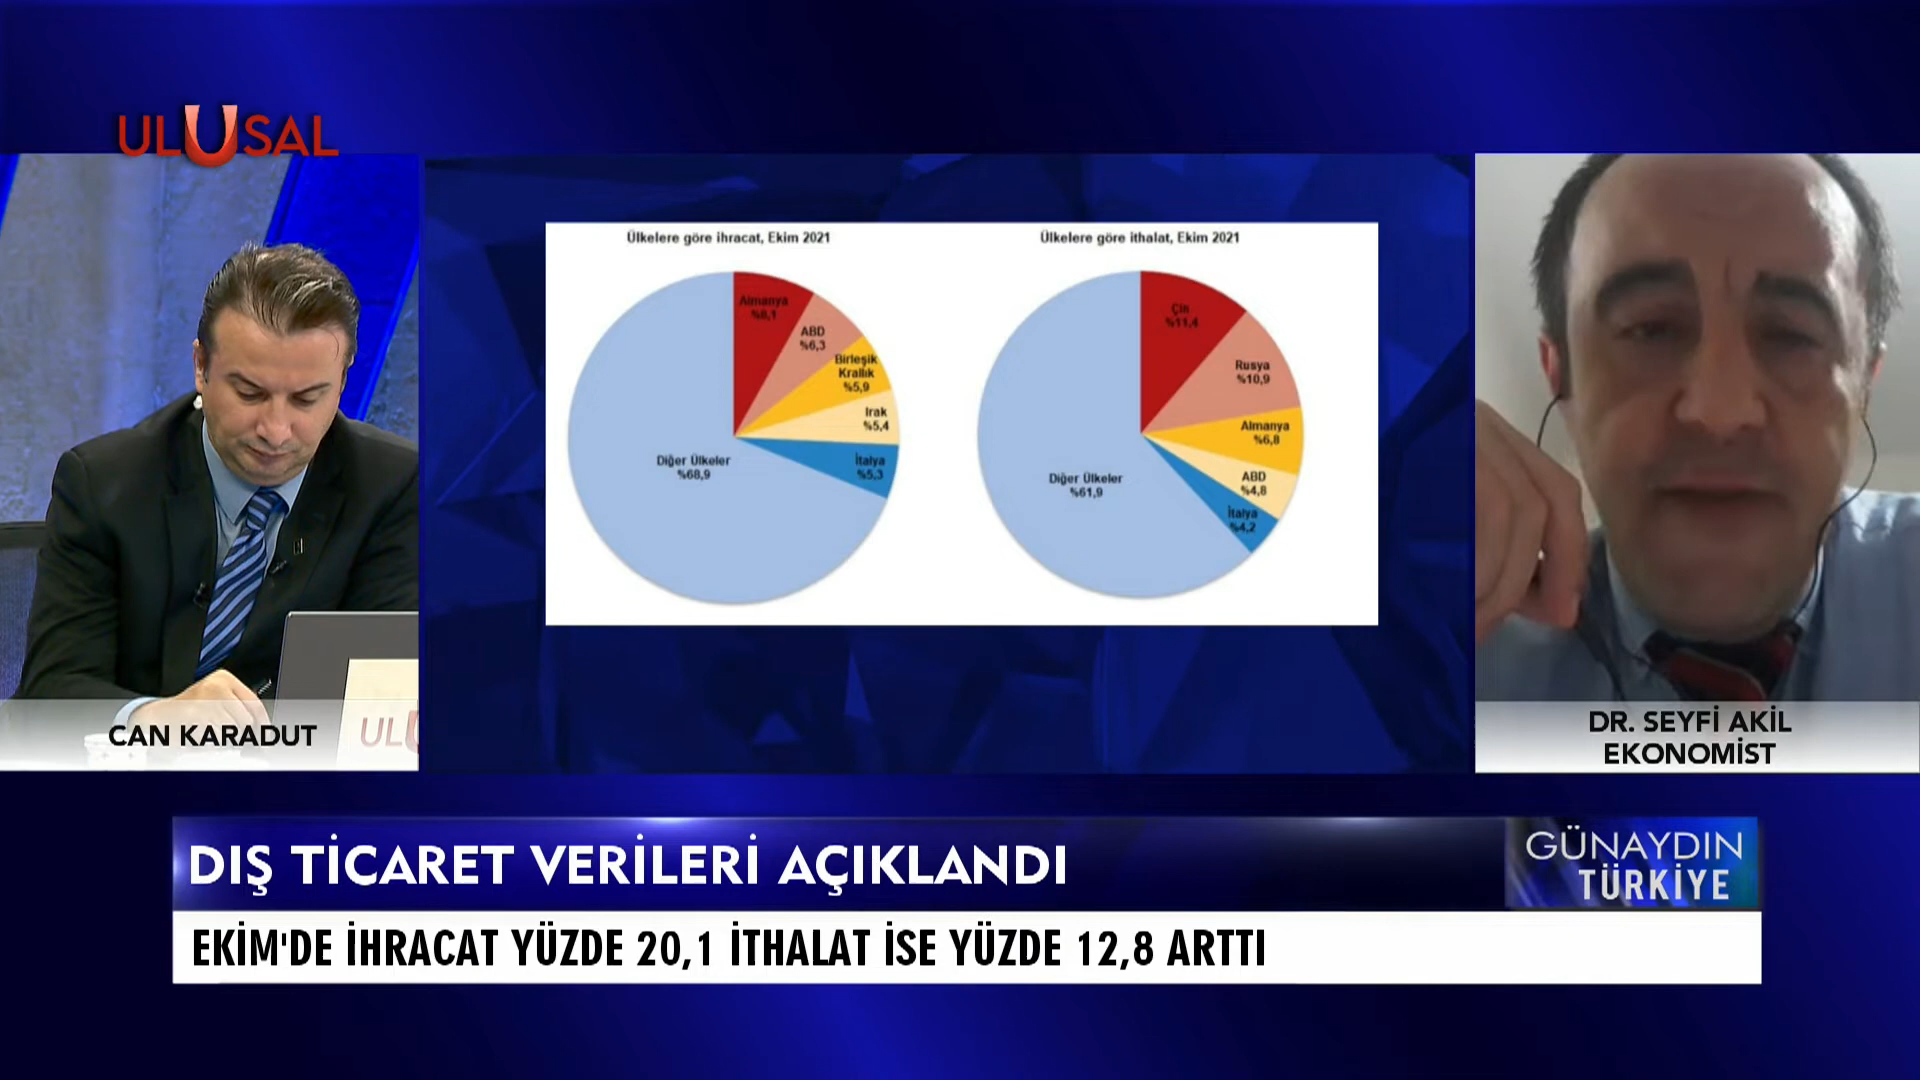 ULUSAL
Ülkelere göre ihracat, Ekim 2021
Almanya
%8,1
ABD
%6,3
Birleşik
Krallık
%5,9
Irak
%5,4
İtalya
%5,3
Diğer Ülkeler
%68,9
Ülkelere göre ithalat, Ekim 2021
Çin
%11,4
Rusya
%10,9
Almanya
%6,8
ABD
%4,8
İtalya
%4,2
Diğer Ülkeler
%61,9
CAN KARADUT
ULU
DR. SEYFİ AKİL
EKONOMİST
DIŞ TİCARET VERİLERİ AÇIKLANDI
GÜNAYDIN
TÜRKİYE
EKİM'DE İHRACAT YÜZDE 20,1 İTHALAT İSE YÜZDE 12,8 ARTTI